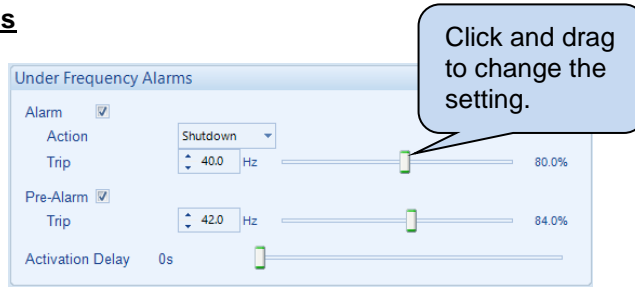 s
Click and drag
to change the
setting.
Under Frequency Alarms
Alarm
Action Shutdown
Trip 40.0 Hz 80.0%
Pre-Alarm
Trip 42.0 Hz 84.0%
Activation Delay 0s